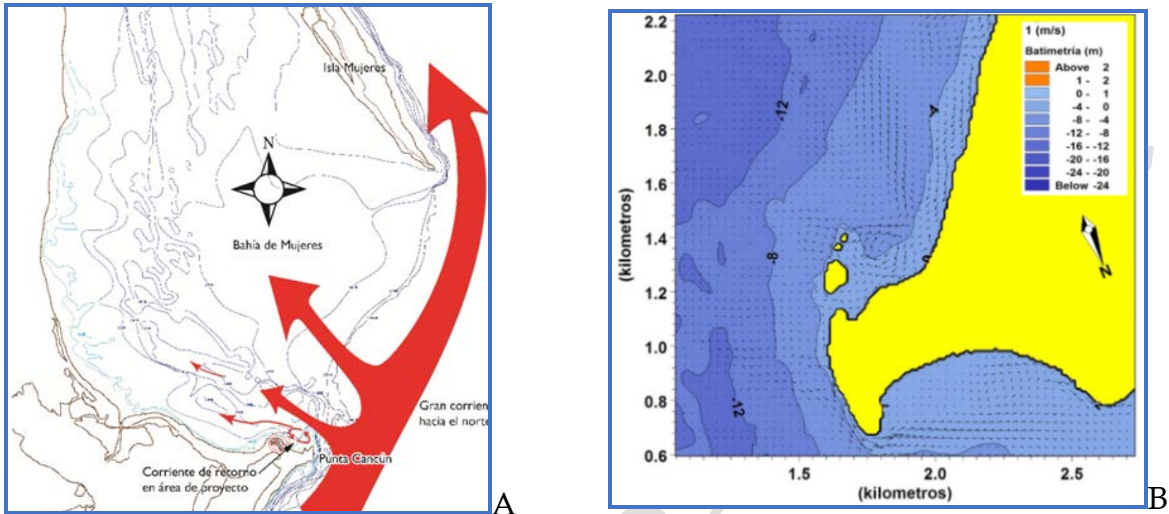 Isla Mujeres
N
Bahía de Mujeres
Gran corrien
hacia el norte
Punta Cancún
Corriente de retorno
en área de proyecto
A
2.2
2.0
1.8
1.6
1.4
1.2
1.0
0.8
0.6
(kilometros)
1.5
2.0
2.5
(kilometros)
-12
-4
-8
0
-12
1 (m/s)
Batimetría (m)
Above 2
1 - 2
0 - 1
-4 - 0
-8 - -4
-12 - -8
-16 - -12
-20 - -16
-24 - -20
Below -24
N
B